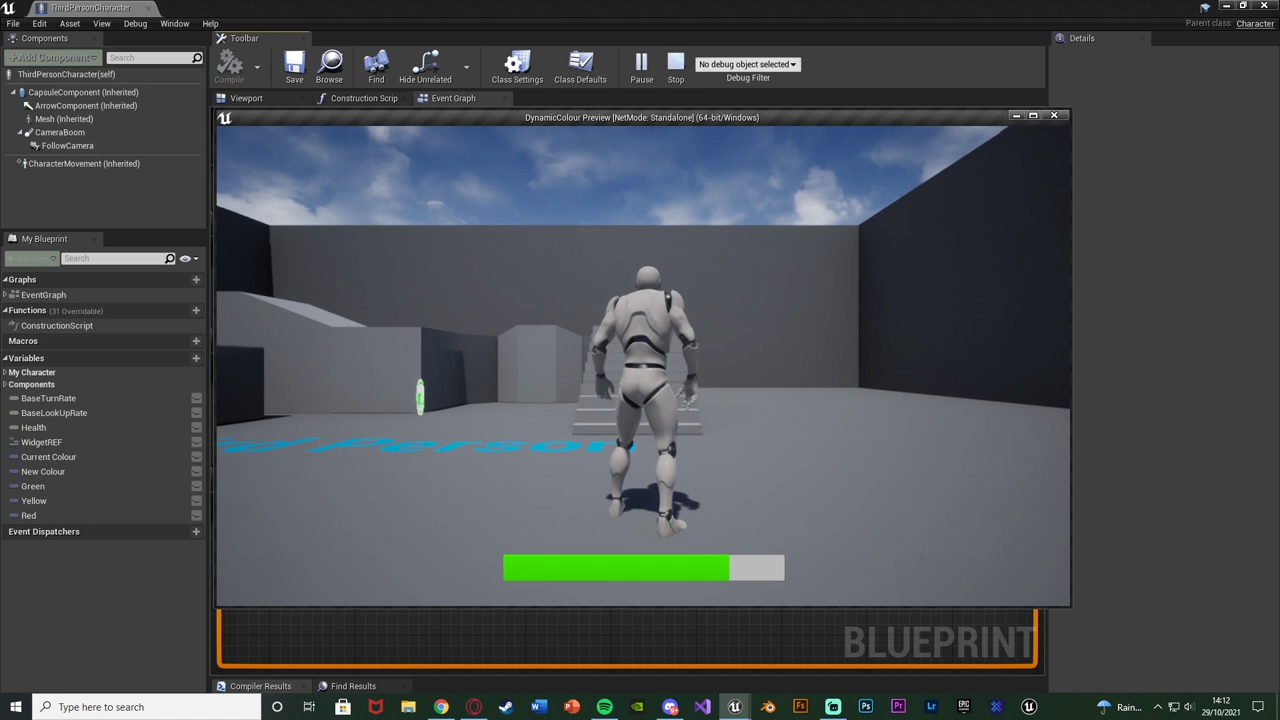 ThirdPersonCharacter
File Edit Asset View Debug Window Help
Parent class: Character
Components
+ Add Component
Search
ThirdPersonCharacter(self)
CapsuleComponent (Inherited)
ArrowComponent (Inherited)
Mesh (Inherited)
CameraBoom
FollowCamera
CharacterMovement (Inherited)
Toolbar
Compile
Save
Browse
Find
Hide Unrelated
Class Settings
Class Defaults
Pause
Stop
No debug object selected
Debug Filter
Details
Viewport
Construction Scrip
Event Graph
DynamicColour Preview [NetMode: Standalone] (64-bit/Windows)
Person
My Blueprint
Search
Graphs
EventGraph
Functions (31 Overridable)
ConstructionScript
Macros
Variables
My Character
Components
BaseTurnRate
BaseLookUpRate
Health
WidgetREF
Current Colour
New Colour
Green
Yellow
Red
Event Dispatchers
BLUEPRINT
Compiler Results
Find Results
Type here to search
Rain...
14:12
29/10/2021